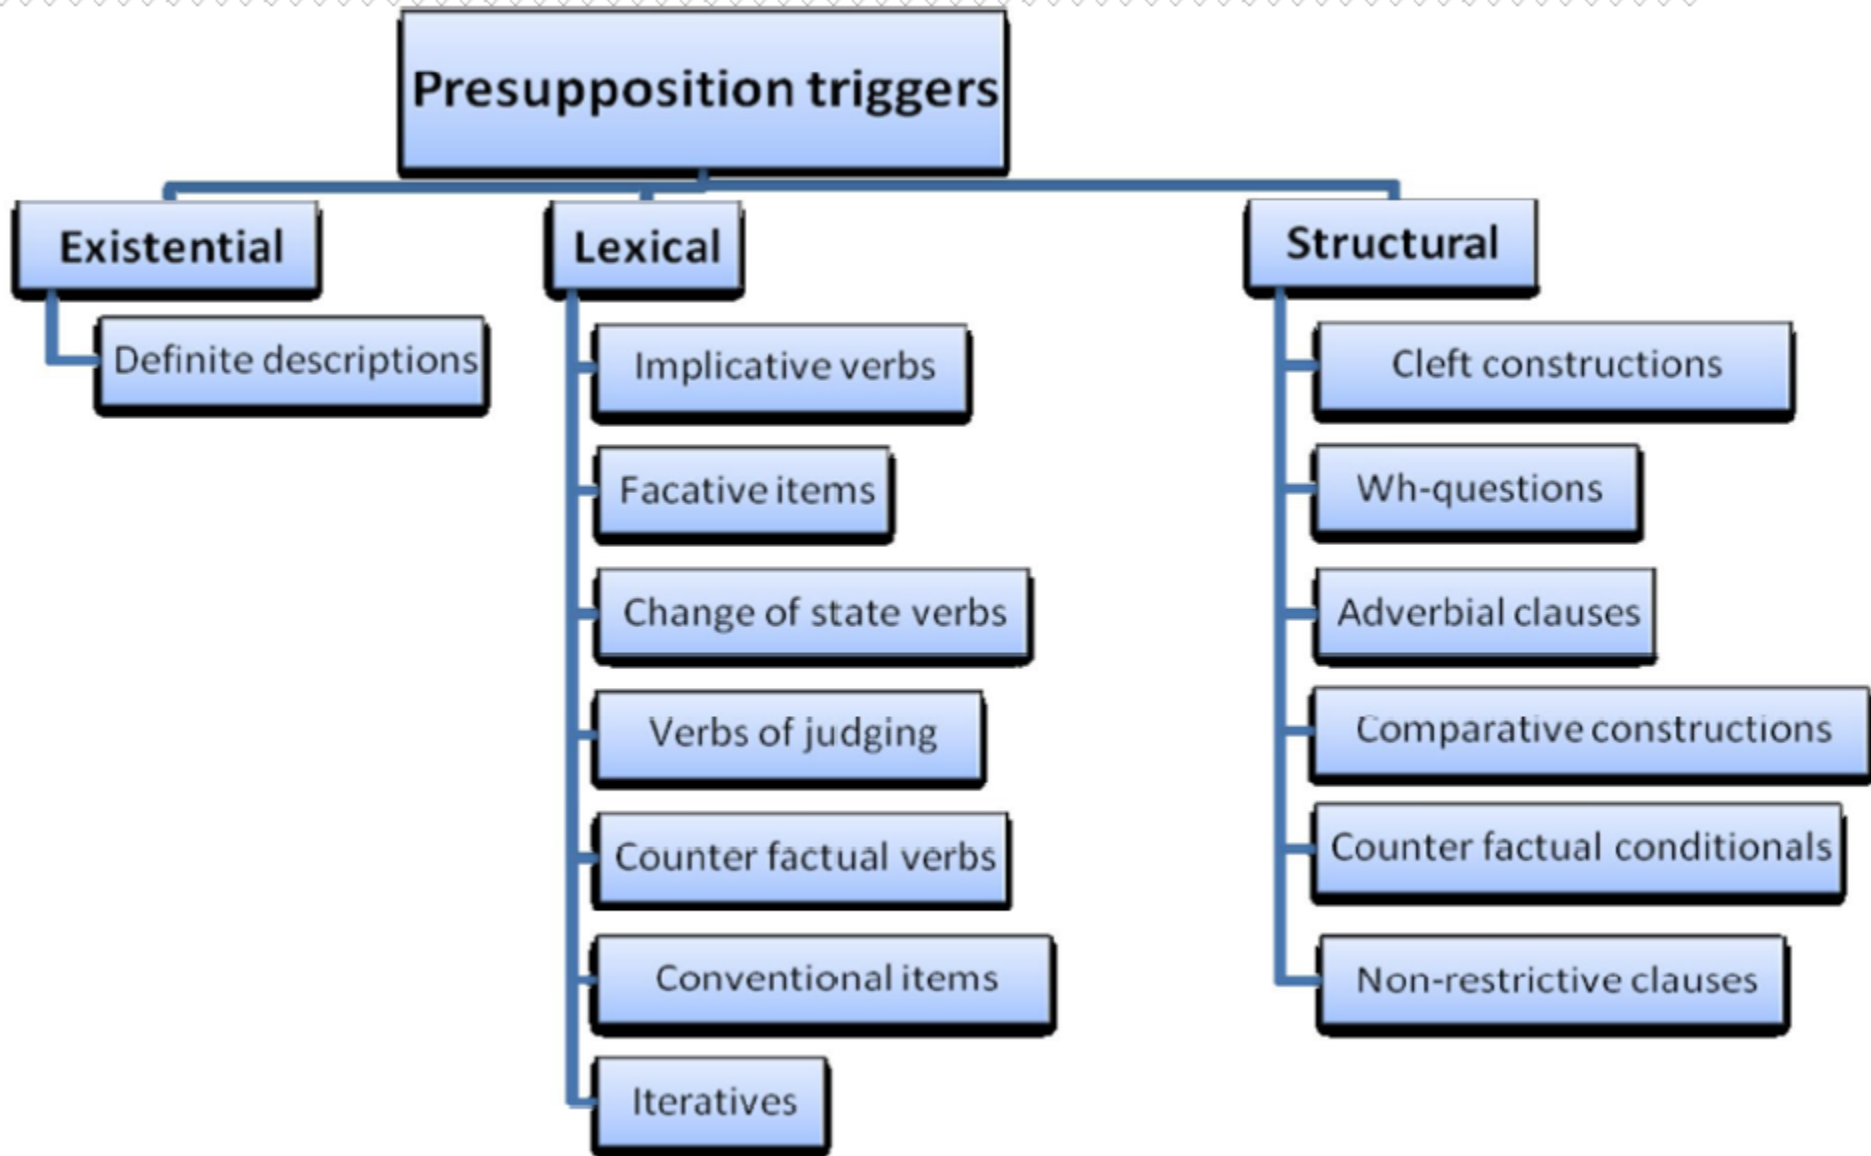 Presupposition triggers
Existential
Definite descriptions
Lexical
Implicative verbs
Facative items
Change of state verbs
Verbs of judging
Counter factual verbs
Conventional items
Iteratives
Structural
Cleft constructions
Wh-questions
Adverbial clauses
Comparative constructions
Counter factual conditionals
Non-restrictive clauses